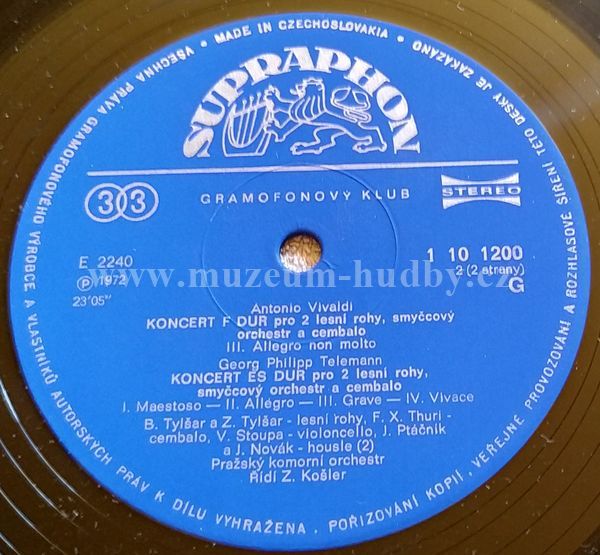 VŠECHNA PRÁVA GRAMOFONOVÉHO VÝROBCE A VLASTNÍKŮ AUTORSKÝCH PRÁV K DÍLU VYHRAŽENA. POŘIZOVÁNÍ KOPIÍ, VEŘEJNÉ PROVOZOVÁNÍ A ROZHLASOVÉ ŠÍŘENÍ TÉTO DESKY JE ZAKÁZÁNO • MADE IN CZECHOSLOVAKIA •
SUPRAPHON
33 GRAMOFONOVÝ KLUB STEREO
E 2240 1 10 1200
Ⓟ 1972 2 (2 strany)
23'05" G
www.muzeum-hudby.cz
Antonio Vivaldi
KONCERT F DUR pro 2 lesní rohy, smyčcový
orchestr a cembalo
III. Allegro non molto
Georg Philipp Telemann
KONCERT ES DUR pro 2 lesní rohy,
smyčcový orchestr a cembalo
I. Maestoso — II. Allegro — III. Grave — IV. Vivace
B. Tylšar a Z. Tylšar - lesní rohy, F. X. Thuri -
cembalo, V. Stoupa - violoncello, J. Ptáčník
a J. Novák - housle (2)
Pražský komorní orchestr
Řídí Z. Košler